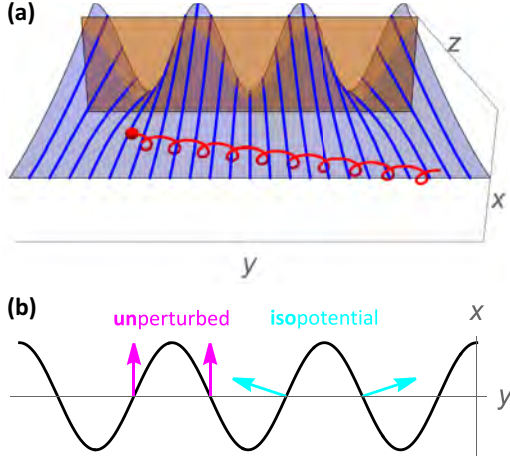 (a)
z
x
y
(b)
unperturbed
isopotential
x
y